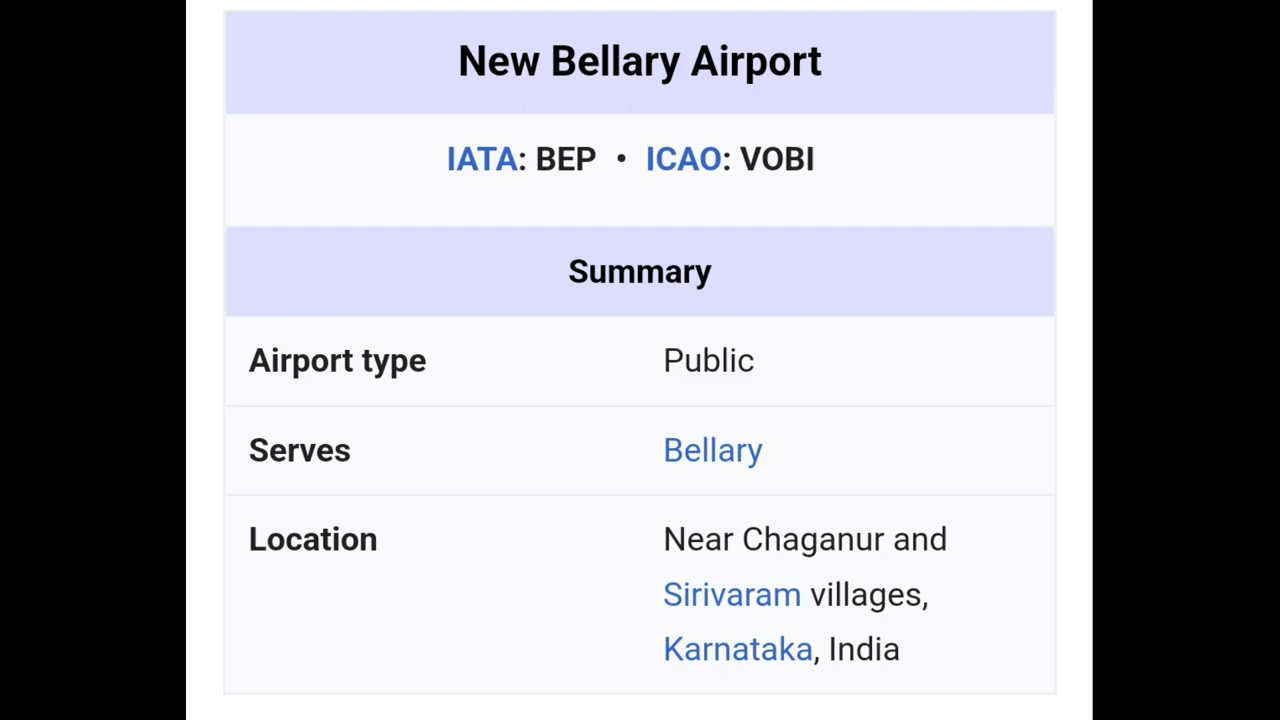 New Bellary Airport
IATA: BEP • ICAO: VOBI
Summary
Airport type Public
Serves Bellary
Location Near Chaganur and
Sirivaram villages,
Karnataka, India